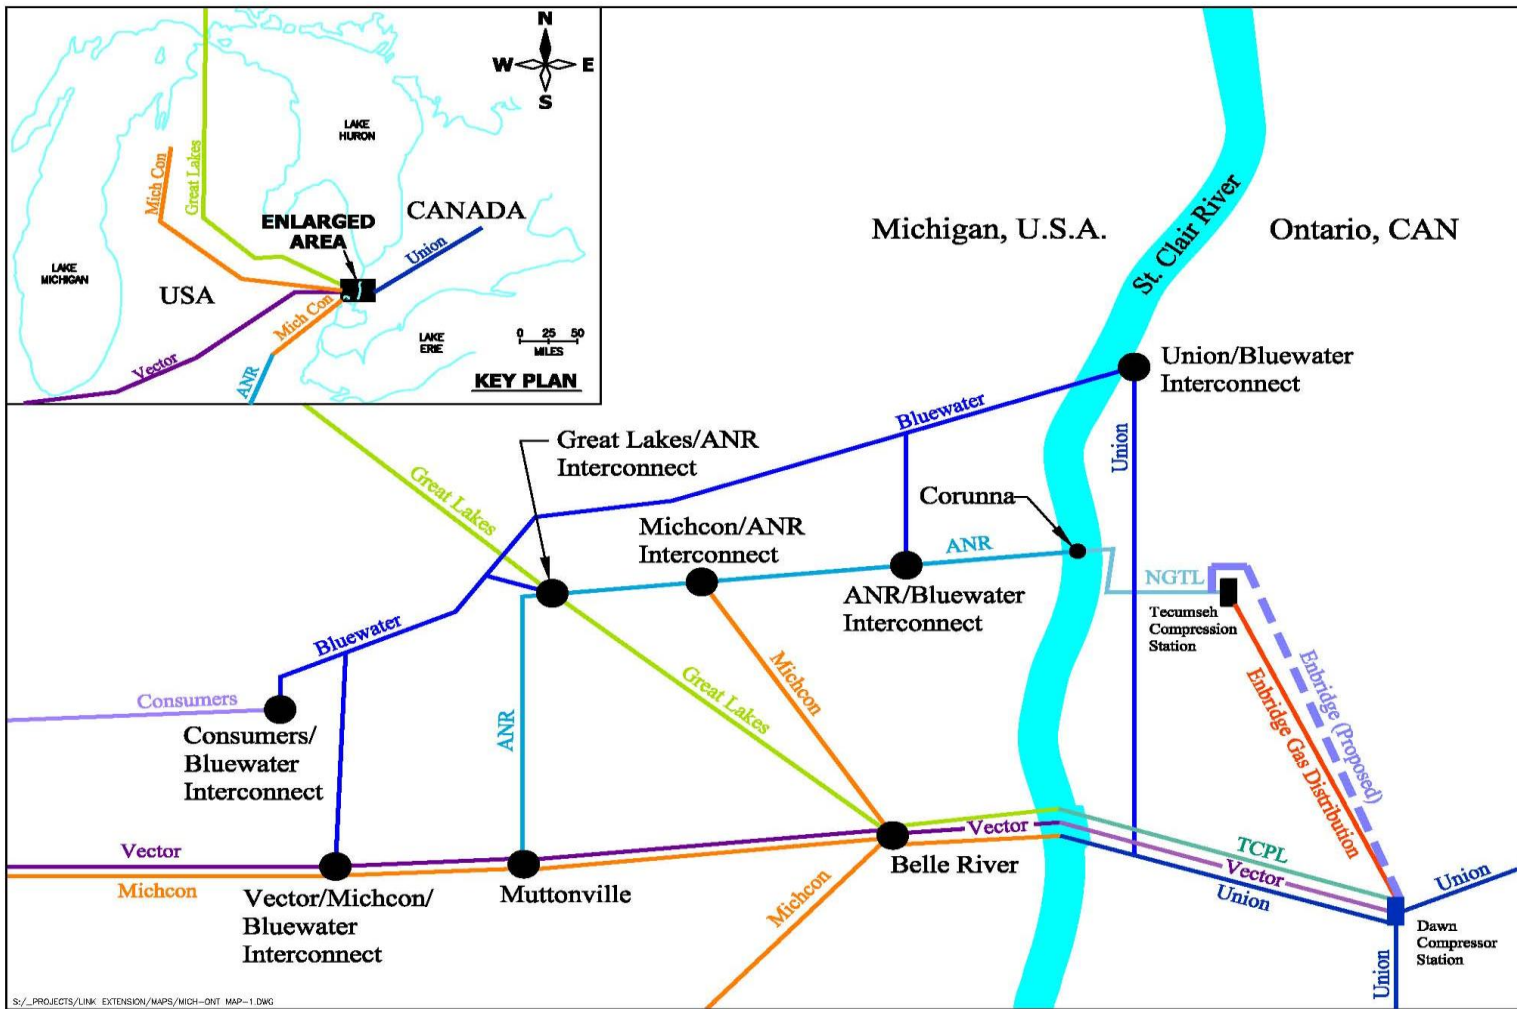 N
W
E
S
LAKE
HURON
Mich Con
Great Lakes
CANADA
ENLARGED
AREA
Union
LAKE
MICHIGAN
USA
Mich Con
Vector
ANR
LAKE
ERIE
0 25 50
MILES
KEY PLAN
Michigan, U.S.A.
Ontario, CAN
St. Clair River
Union/Bluewater
Interconnect
Bluewater
Great Lakes/ANR
Interconnect
Great Lakes
Union
Corunna
Michcon/ANR
Interconnect
ANR
NGTL
ANR/Bluewater
Interconnect
Tecumseh
Compression
Station
Bluewater
Enbridge (Proposed)
Enbridge Gas Distribution
Michcon
Great Lakes
Consumers
ANR
Consumers/
Bluewater
Interconnect
Vector
Vector
Belle River
TCPL
Vector
Union
Union
Michcon
Vector/Michcon/
Bluewater
Interconnect
Muttonville
Michcon
Dawn
Compressor
Station
Union
S:/_PROJECTS/LINK EXTENSION/MAPS/MICH-ONT MAP-1.DWG